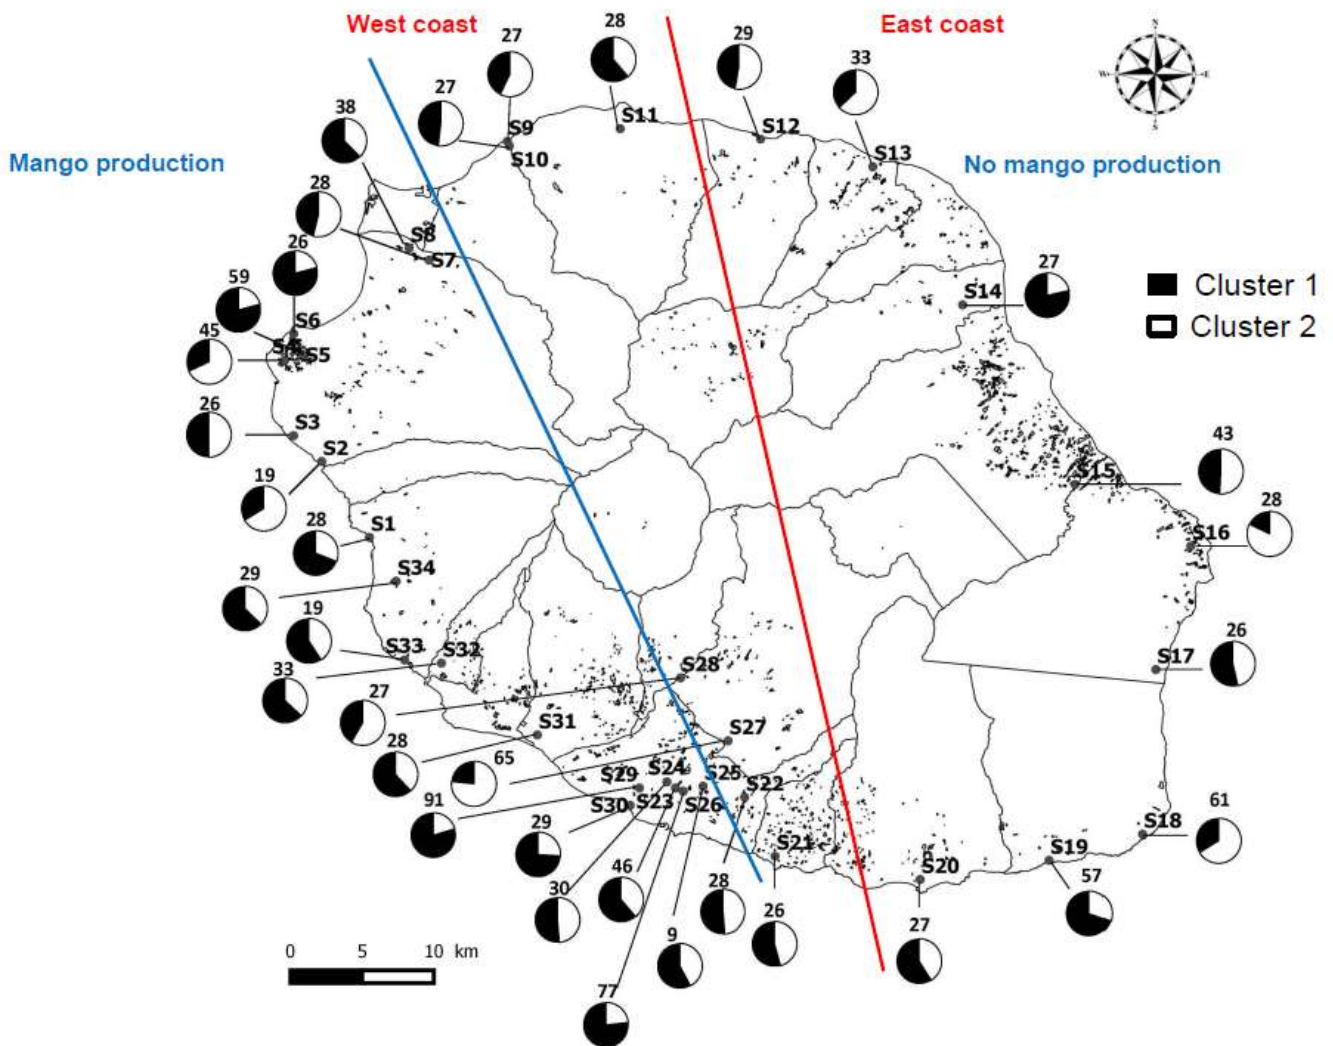 West coast
East coast
28
27
29
N
33
W
E
27
38
S11
S12
S9
S10
S
S13
Mango production
No mango production
28
S8
S7
26
27
59
S14
Cluster 1
S6
Cluster 2
45
S4
S5
26
S3
S2
43
19
S15
28
S1
28
S16
29
S34
19
26
S33
S32
S17
33
S28
27
S31
S27
28
65
S24
S25
S29
S22
91
S30
S23
S26
61
S18
29
S21
S19
S20
57
46
30
28
26
27
0
5
10
km
9
77